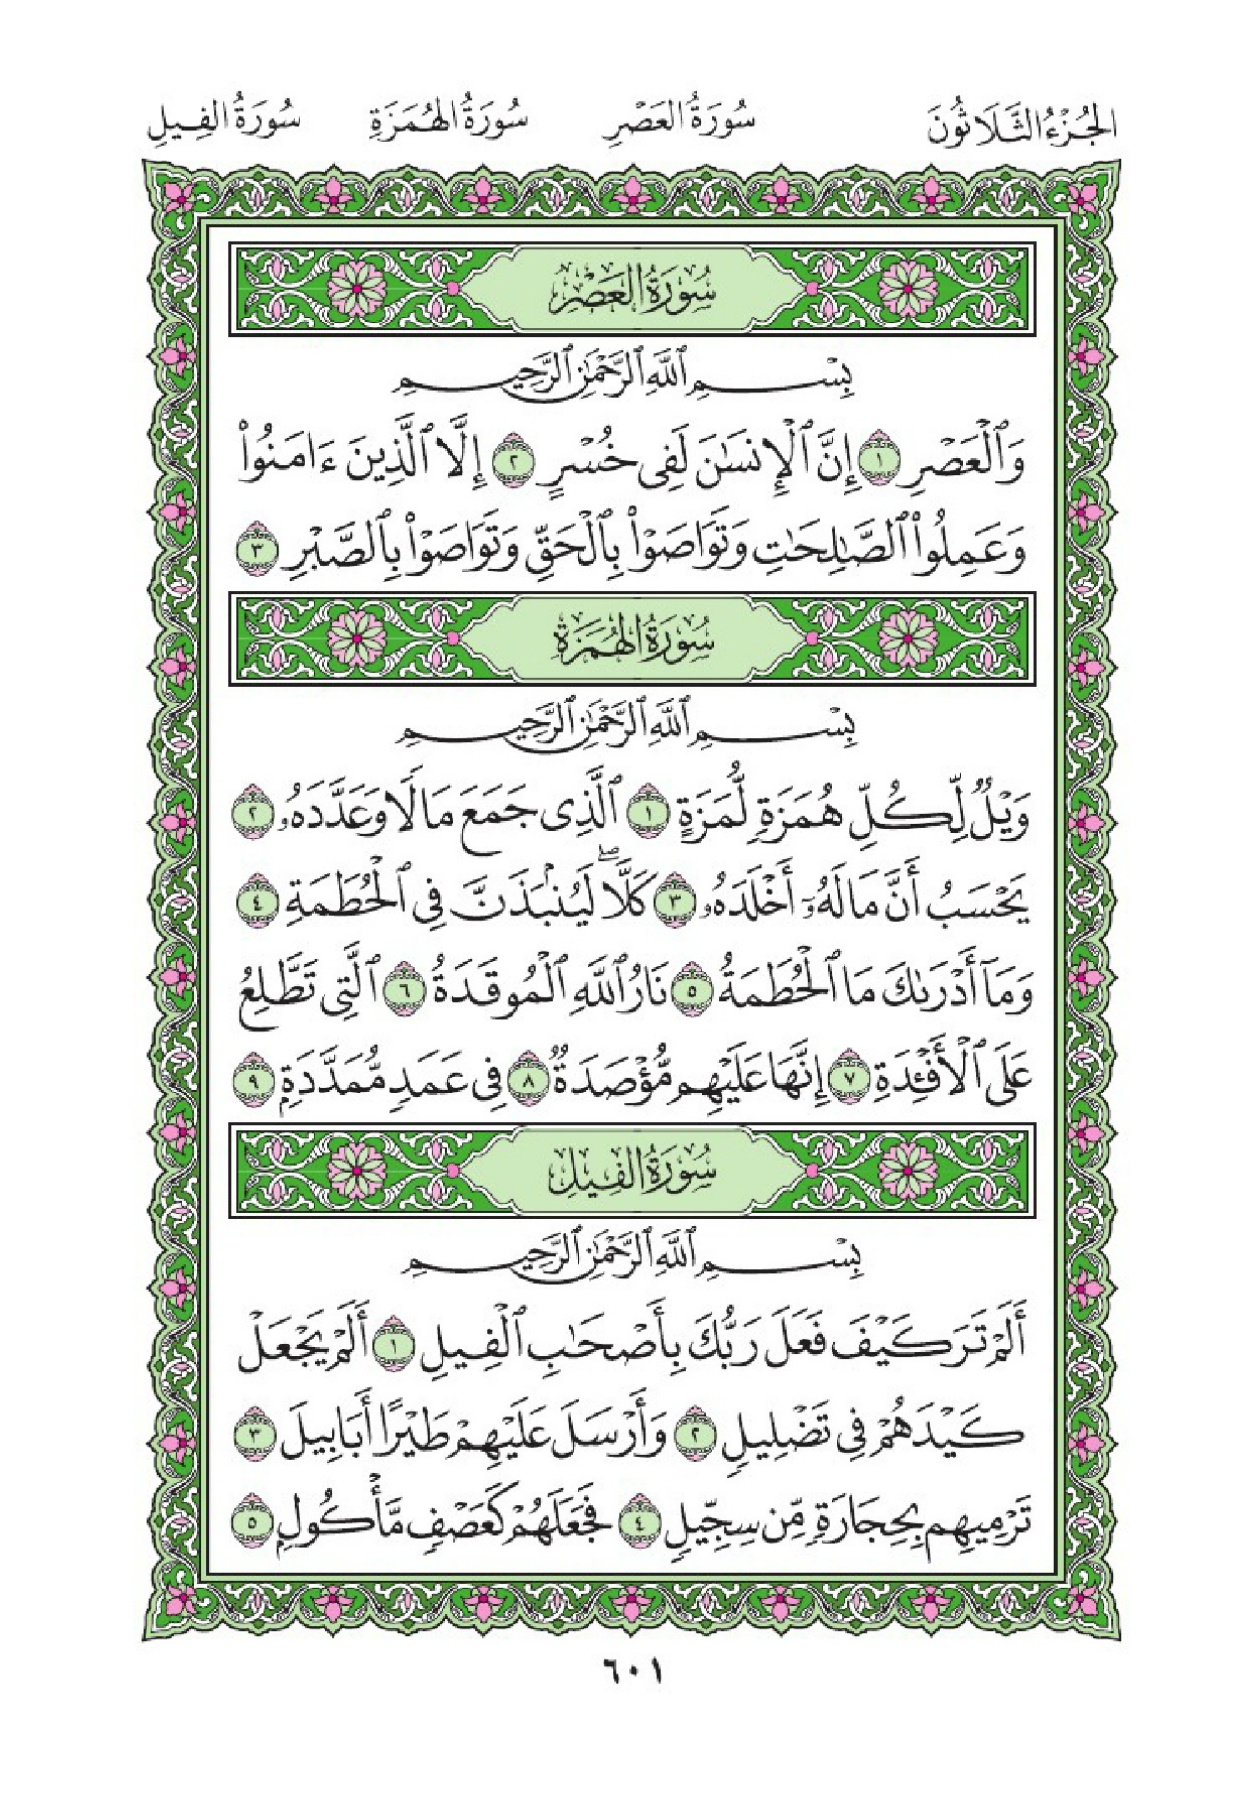 الجُزْءُ الثَّلَاثُونَ سُورَةُ العَصْرِ سُورَةُ الهُمَزَةِ سُورَةُ الفِيلِ
سُورَةُ العَصْرِ
بِسْمِ ٱللَّهِ ٱلرَّحْمَٰنِ ٱلرَّحِيمِ
وَٱلْعَصْرِ ١ إِنَّ ٱلْإِنسَٰنَ لَفِى خُسْرٍ ٢ إِلَّا ٱلَّذِينَ ءَامَنُوا۟
وَعَمِلُوا۟ ٱلصَّٰلِحَٰتِ وَتَوَاصَوْا۟ بِٱلْحَقِّ وَتَوَاصَوْا۟ بِٱلصَّبْرِ ٣
سُورَةُ الهُمَزَةِ
بِسْمِ ٱللَّهِ ٱلرَّحْمَٰنِ ٱلرَّحِيمِ
وَيْلٌ لِّكُلِّ هُمَزَةٍ لُّمَزَةٍ ١ ٱلَّذِى جَمَعَ مَالًا وَعَدَّدَهُۥ ٢
يَحْسَبُ أَنَّ مَالَهُۥٓ أَخْلَدَهُۥ ٣ كَلَّا ۖ لَيُنۢبَذَنَّ فِى ٱلْحُطَمَةِ ٤
وَمَآ أَدْرَىٰكَ مَا ٱلْحُطَمَةُ ٥ نَارُ ٱللَّهِ ٱلْمُوقَدَةُ ٦ ٱلَّتِى تَطَّلِعُ
عَلَى ٱلْأَفْـِٔدَةِ ٧ إِنَّهَا عَلَيْهِم مُّؤْصَدَةٌ ٨ فِى عَمَدٍ مُّمَدَّدَةٍۭ ٩
سُورَةُ الفِيلِ
بِسْمِ ٱللَّهِ ٱلرَّحْمَٰنِ ٱلرَّحِيمِ
أَلَمْ تَرَ كَيْفَ فَعَلَ رَبُّكَ بِأَصْحَٰبِ ٱلْفِيلِ ١ أَلَمْ يَجْعَلْ
كَيْدَهُمْ فِى تَضْلِيلٍ ٢ وَأَرْسَلَ عَلَيْهِمْ طَيْرًا أَبَابِيلَ ٣
تَرْمِيهِم بِحِجَارَةٍ مِّن سِجِّيلٍ ٤ فَجَعَلَهُمْ كَعَصْفٍ مَّأْكُولٍۭ ٥
٦٠١